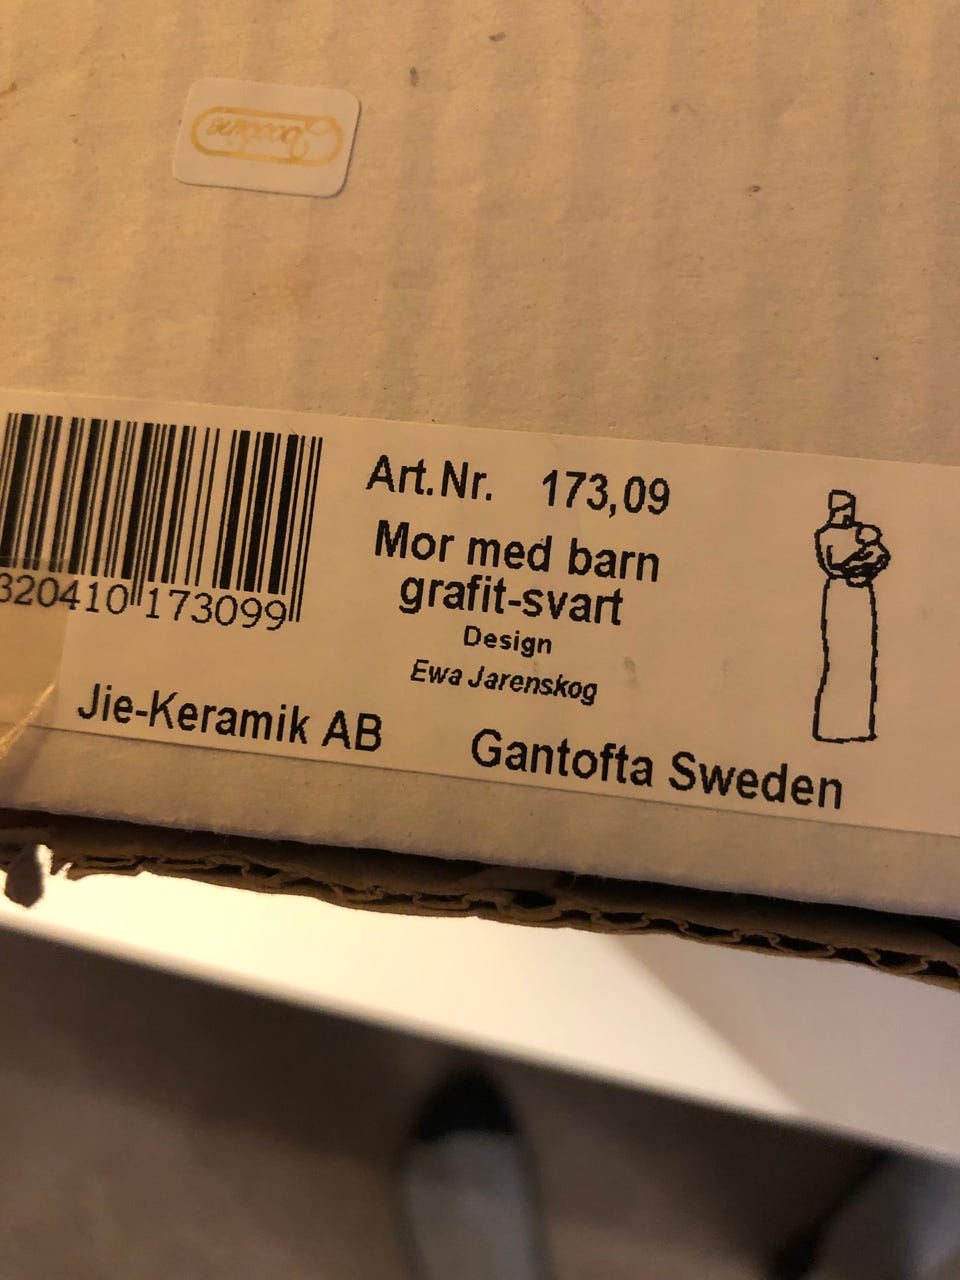 Art.Nr. 173,09
Mor med barn
grafit-svart
Design
Ewa Jarenskog
320410 173099
Jie-Keramik AB
Gantofta Sweden